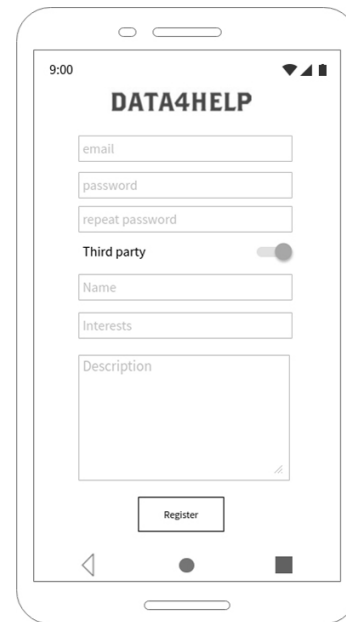 9:00
DATA4HELP
email
password
repeat password
Third party
Name
Interests
Description
Register